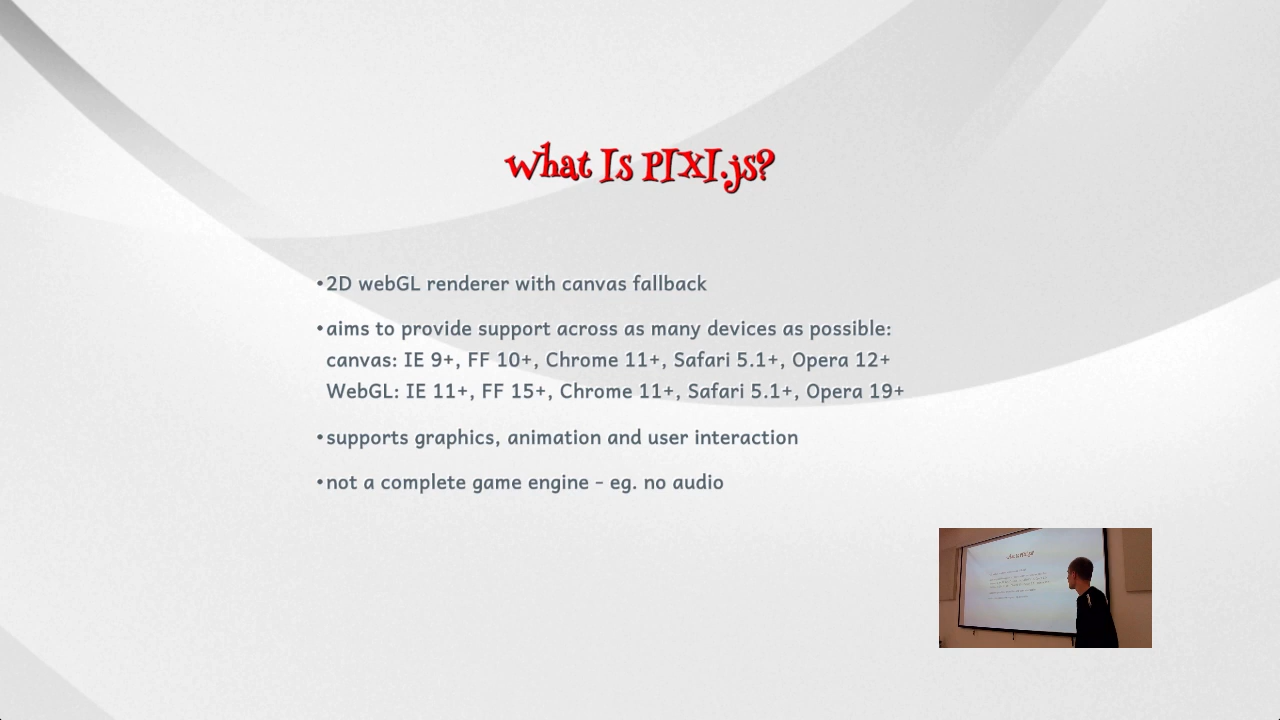 What Is PIXI.js?
•2D webGL renderer with canvas fallback
•aims to provide support across as many devices as possible:
canvas: IE 9+, FF 10+, Chrome 11+, Safari 5.1+, Opera 12+
WebGL: IE 11+, FF 15+, Chrome 11+, Safari 5.1+, Opera 19+
•supports graphics, animation and user interaction
•not a complete game engine - eg. no audio